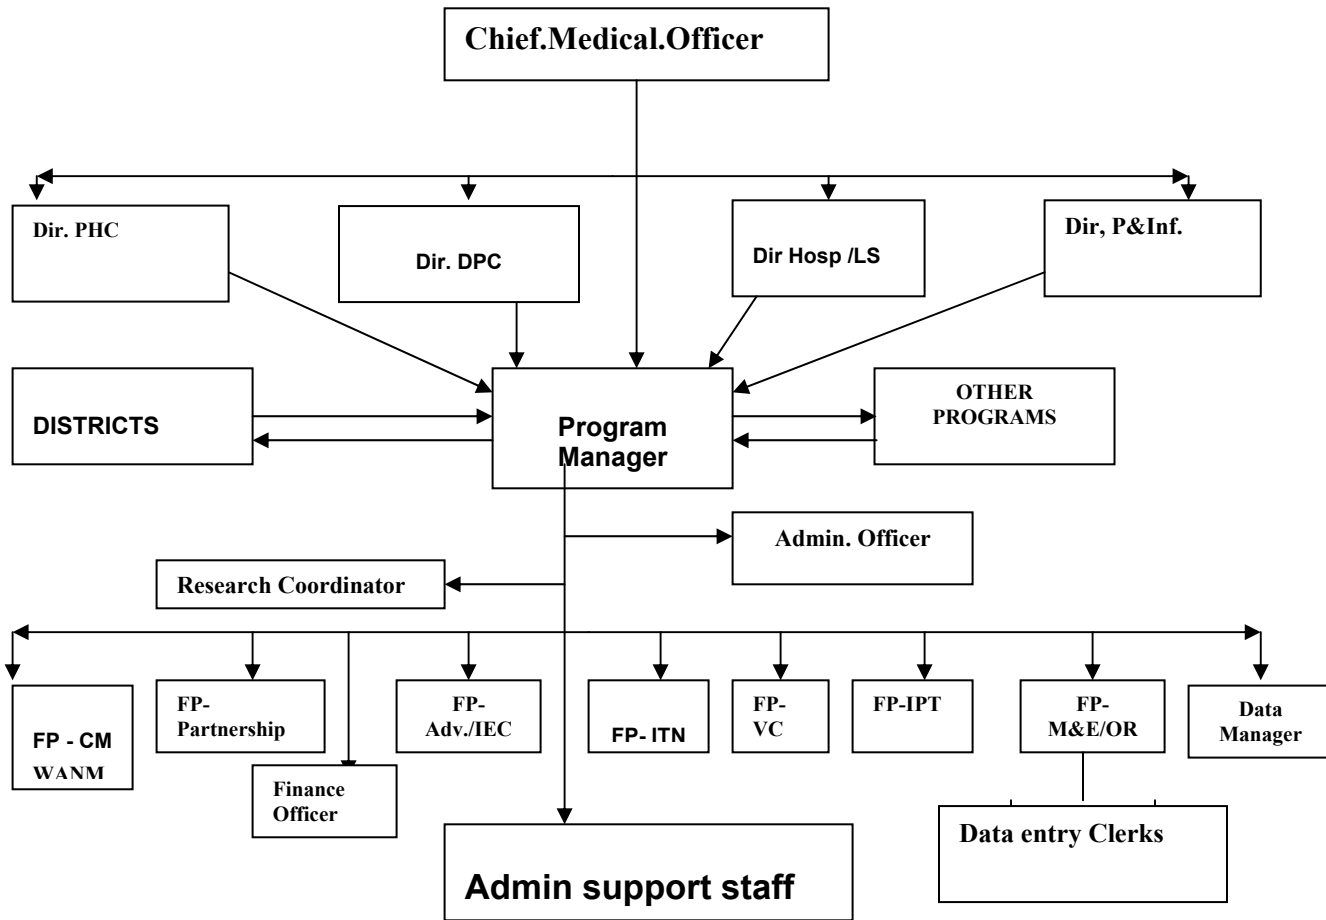 Chief.Medical.Officer
Dir. PHC
Dir. DPC
Dir Hosp /LS
Dir, P&Inf.
DISTRICTS
Program
Manager
OTHER
PROGRAMS
Admin. Officer
Research Coordinator
FP - CM
WANM
FP-
Partnership
Finance
Officer
FP-
Adv./IEC
FP- ITN
FP-
VC
FP-IPT
FP-
M&E/OR
Data
Manager
Data entry Clerks
Admin support staff